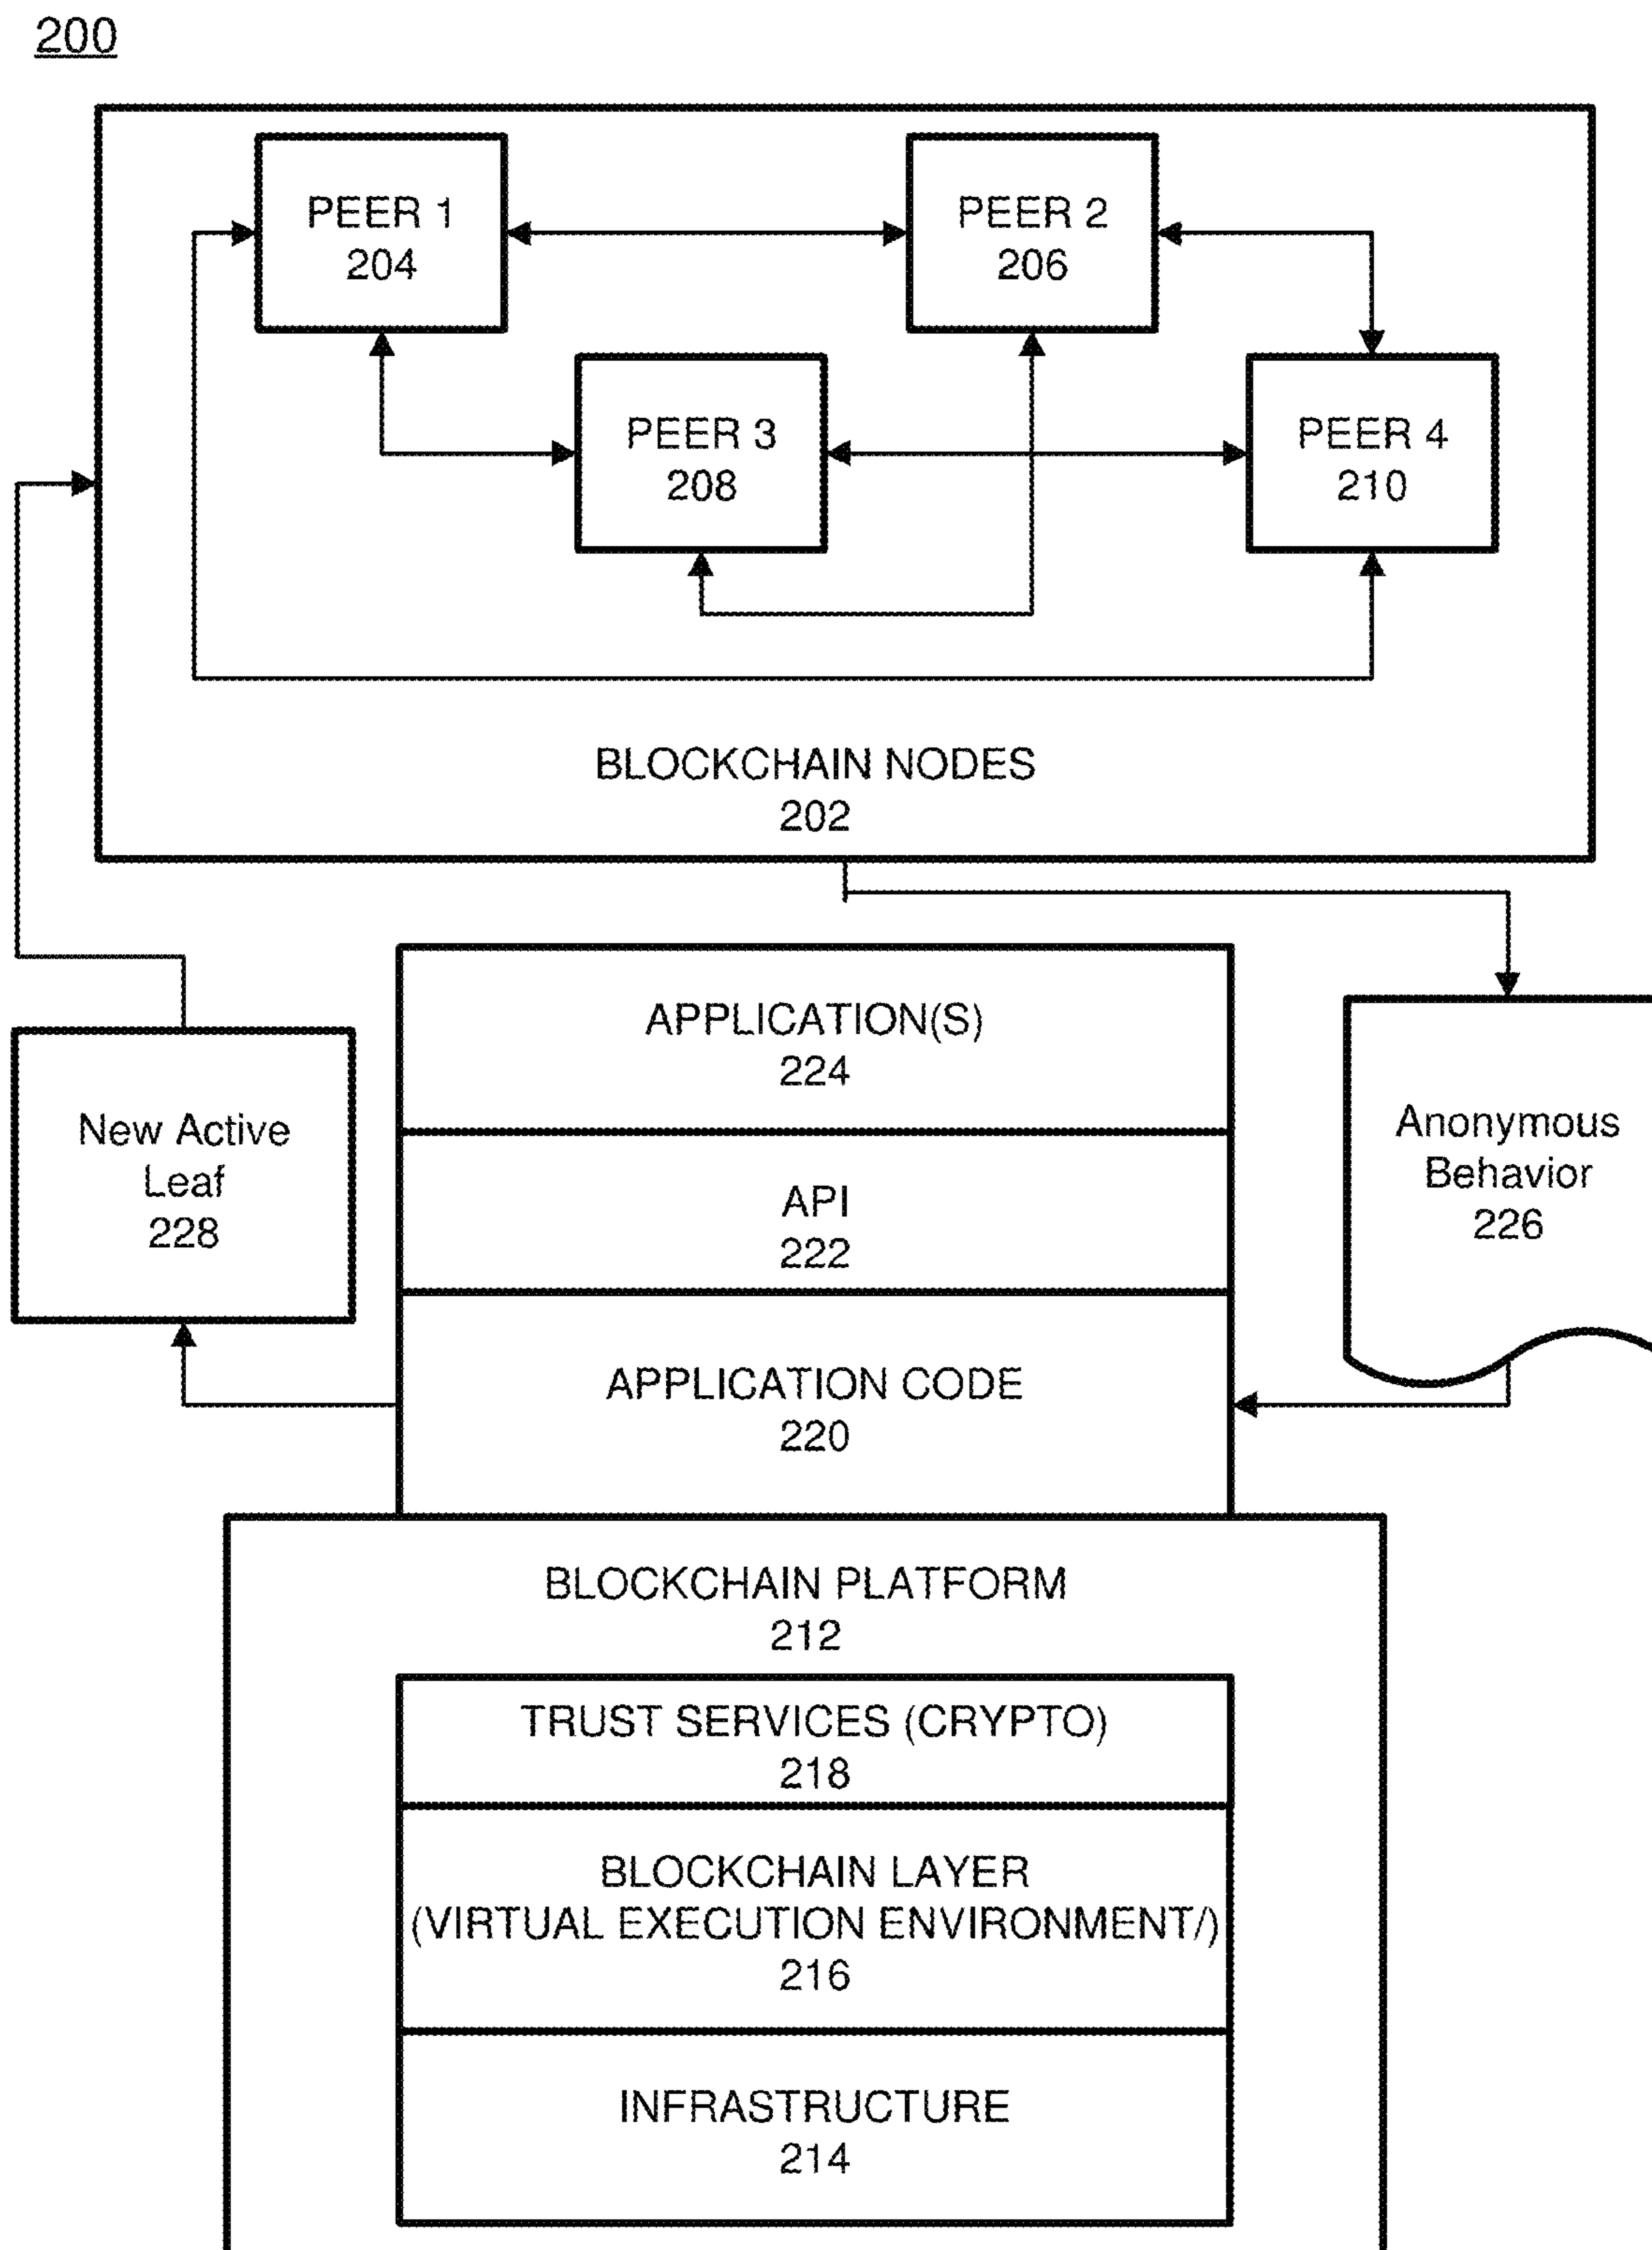 200
PEER 1
204
PEER 2
206
PEER 3
208
PEER 4
210
BLOCKCHAIN NODES
202
APPLICATION(S)
224
New Active
Leaf
228
API
222
Anonymous
Behavior
226
APPLICATION CODE
220
BLOCKCHAIN PLATFORM
212
TRUST SERVICES (CRYPTO)
218
BLOCKCHAIN LAYER
(VIRTUAL EXECUTION ENVIRONMENT/)
216
INFRASTRUCTURE
214